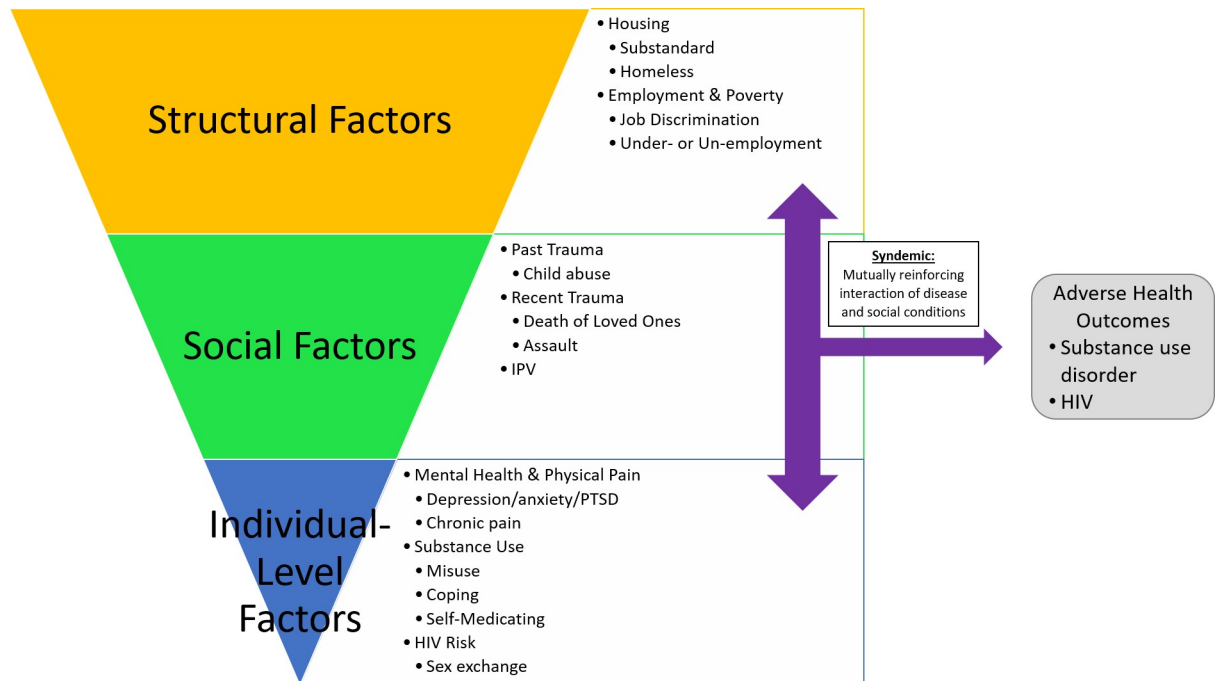 Structural Factors
• Housing
• Substandard
• Homeless
• Employment & Poverty
• Job Discrimination
• Under- or Un-employment
Social Factors
• Past Trauma
• Child abuse
• Recent Trauma
• Death of Loved Ones
• Assault
• IPV
Individual-
Level
Factors
• Mental Health & Physical Pain
• Depression/anxiety/PTSD
• Chronic pain
• Substance Use
• Misuse
• Coping
• Self-Medicating
• HIV Risk
• Sex exchange
Syndemic:
Mutually reinforcing
interaction of disease
and social conditions
Adverse Health
Outcomes
• Substance use
disorder
• HIV